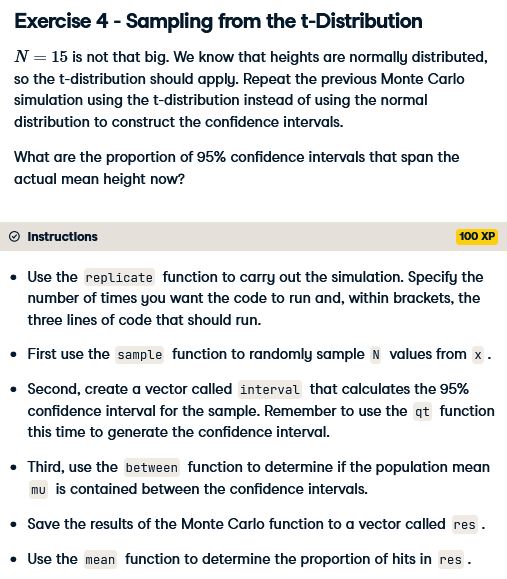 Exercise 4 - Sampling from the t-Distribution
N = 15 is not that big. We know that heights are normally distributed,
so the t-distribution should apply. Repeat the previous Monte Carlo
simulation using the t-distribution instead of using the normal
distribution to construct the confidence intervals.
What are the proportion of 95% confidence intervals that span the
actual mean height now?
Instructions 100 XP
• Use the replicate function to carry out the simulation. Specify the
number of times you want the code to run and, within brackets, the
three lines of code that should run.
• First use the sample function to randomly sample N values from x .
• Second, create a vector called interval that calculates the 95%
confidence interval for the sample. Remember to use the qt function
this time to generate the confidence interval.
• Third, use the between function to determine if the population mean
mu is contained between the confidence intervals.
• Save the results of the Monte Carlo function to a vector called res .
• Use the mean function to determine the proportion of hits in res .